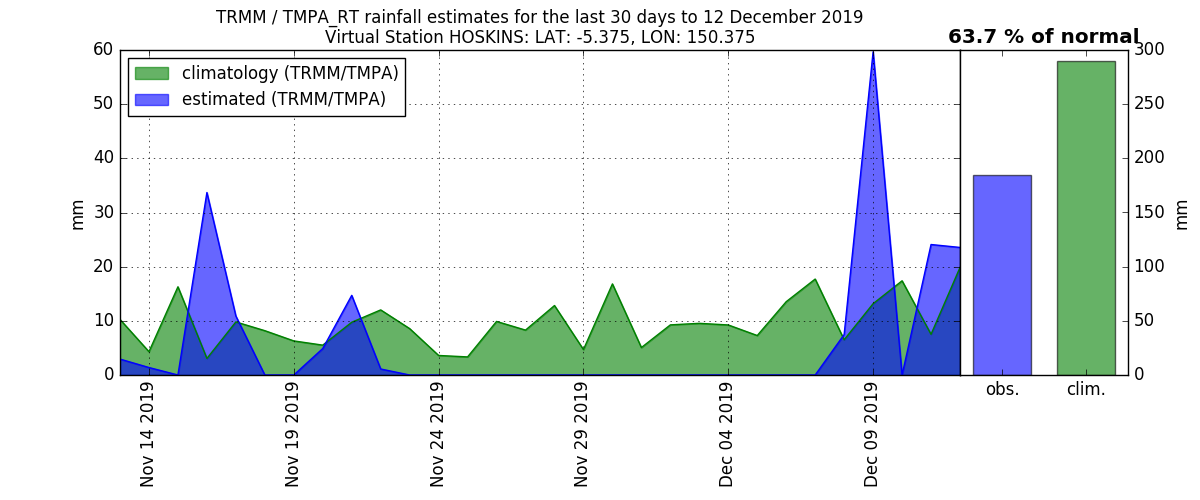 TRMM / TMPA_RT rainfall estimates for the last 30 days to 12 December 2019
Virtual Station HOSKINS: LAT: -5.375, LON: 150.375
63.7 % of normal
climatology (TRMM/TMPA)
estimated (TRMM/TMPA)
mm
60
50
40
30
20
10
0
Nov 14 2019
Nov 19 2019
Nov 24 2019
Nov 29 2019
Dec 04 2019
Dec 09 2019
obs.
clim.
300
250
200
150
100
50
0
mm